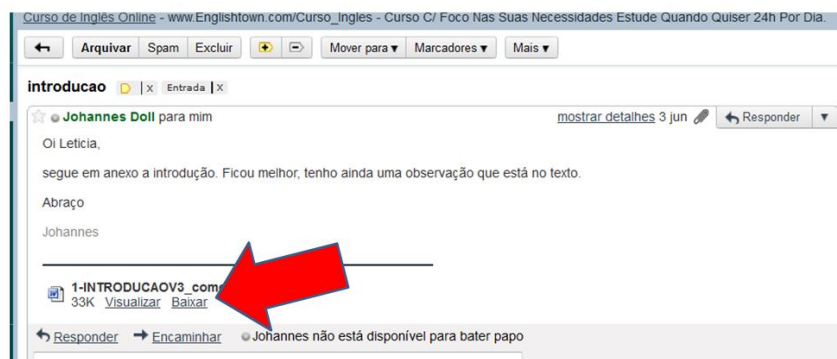 Curso de Inglês Online - www.Englishtown.com/Curso_Ingles - Curso C/ Foco Nas Suas Necessidades Estude Quando Quiser 24h Por Dia.
Arquivar Spam Excluir Mover para Marcadores Mais
introducao x Entrada x
Johannes Doll para mim mostrar detalhes 3 jun Responder
Oi Leticia,
segue em anexo a introdução. Ficou melhor, tenho ainda uma observação que está no texto.
Abraço
Johannes
1-INTRODUCAOV3_com
33K Visualizar Baixar
Responder Encaminhar Johannes não está disponível para bater papo